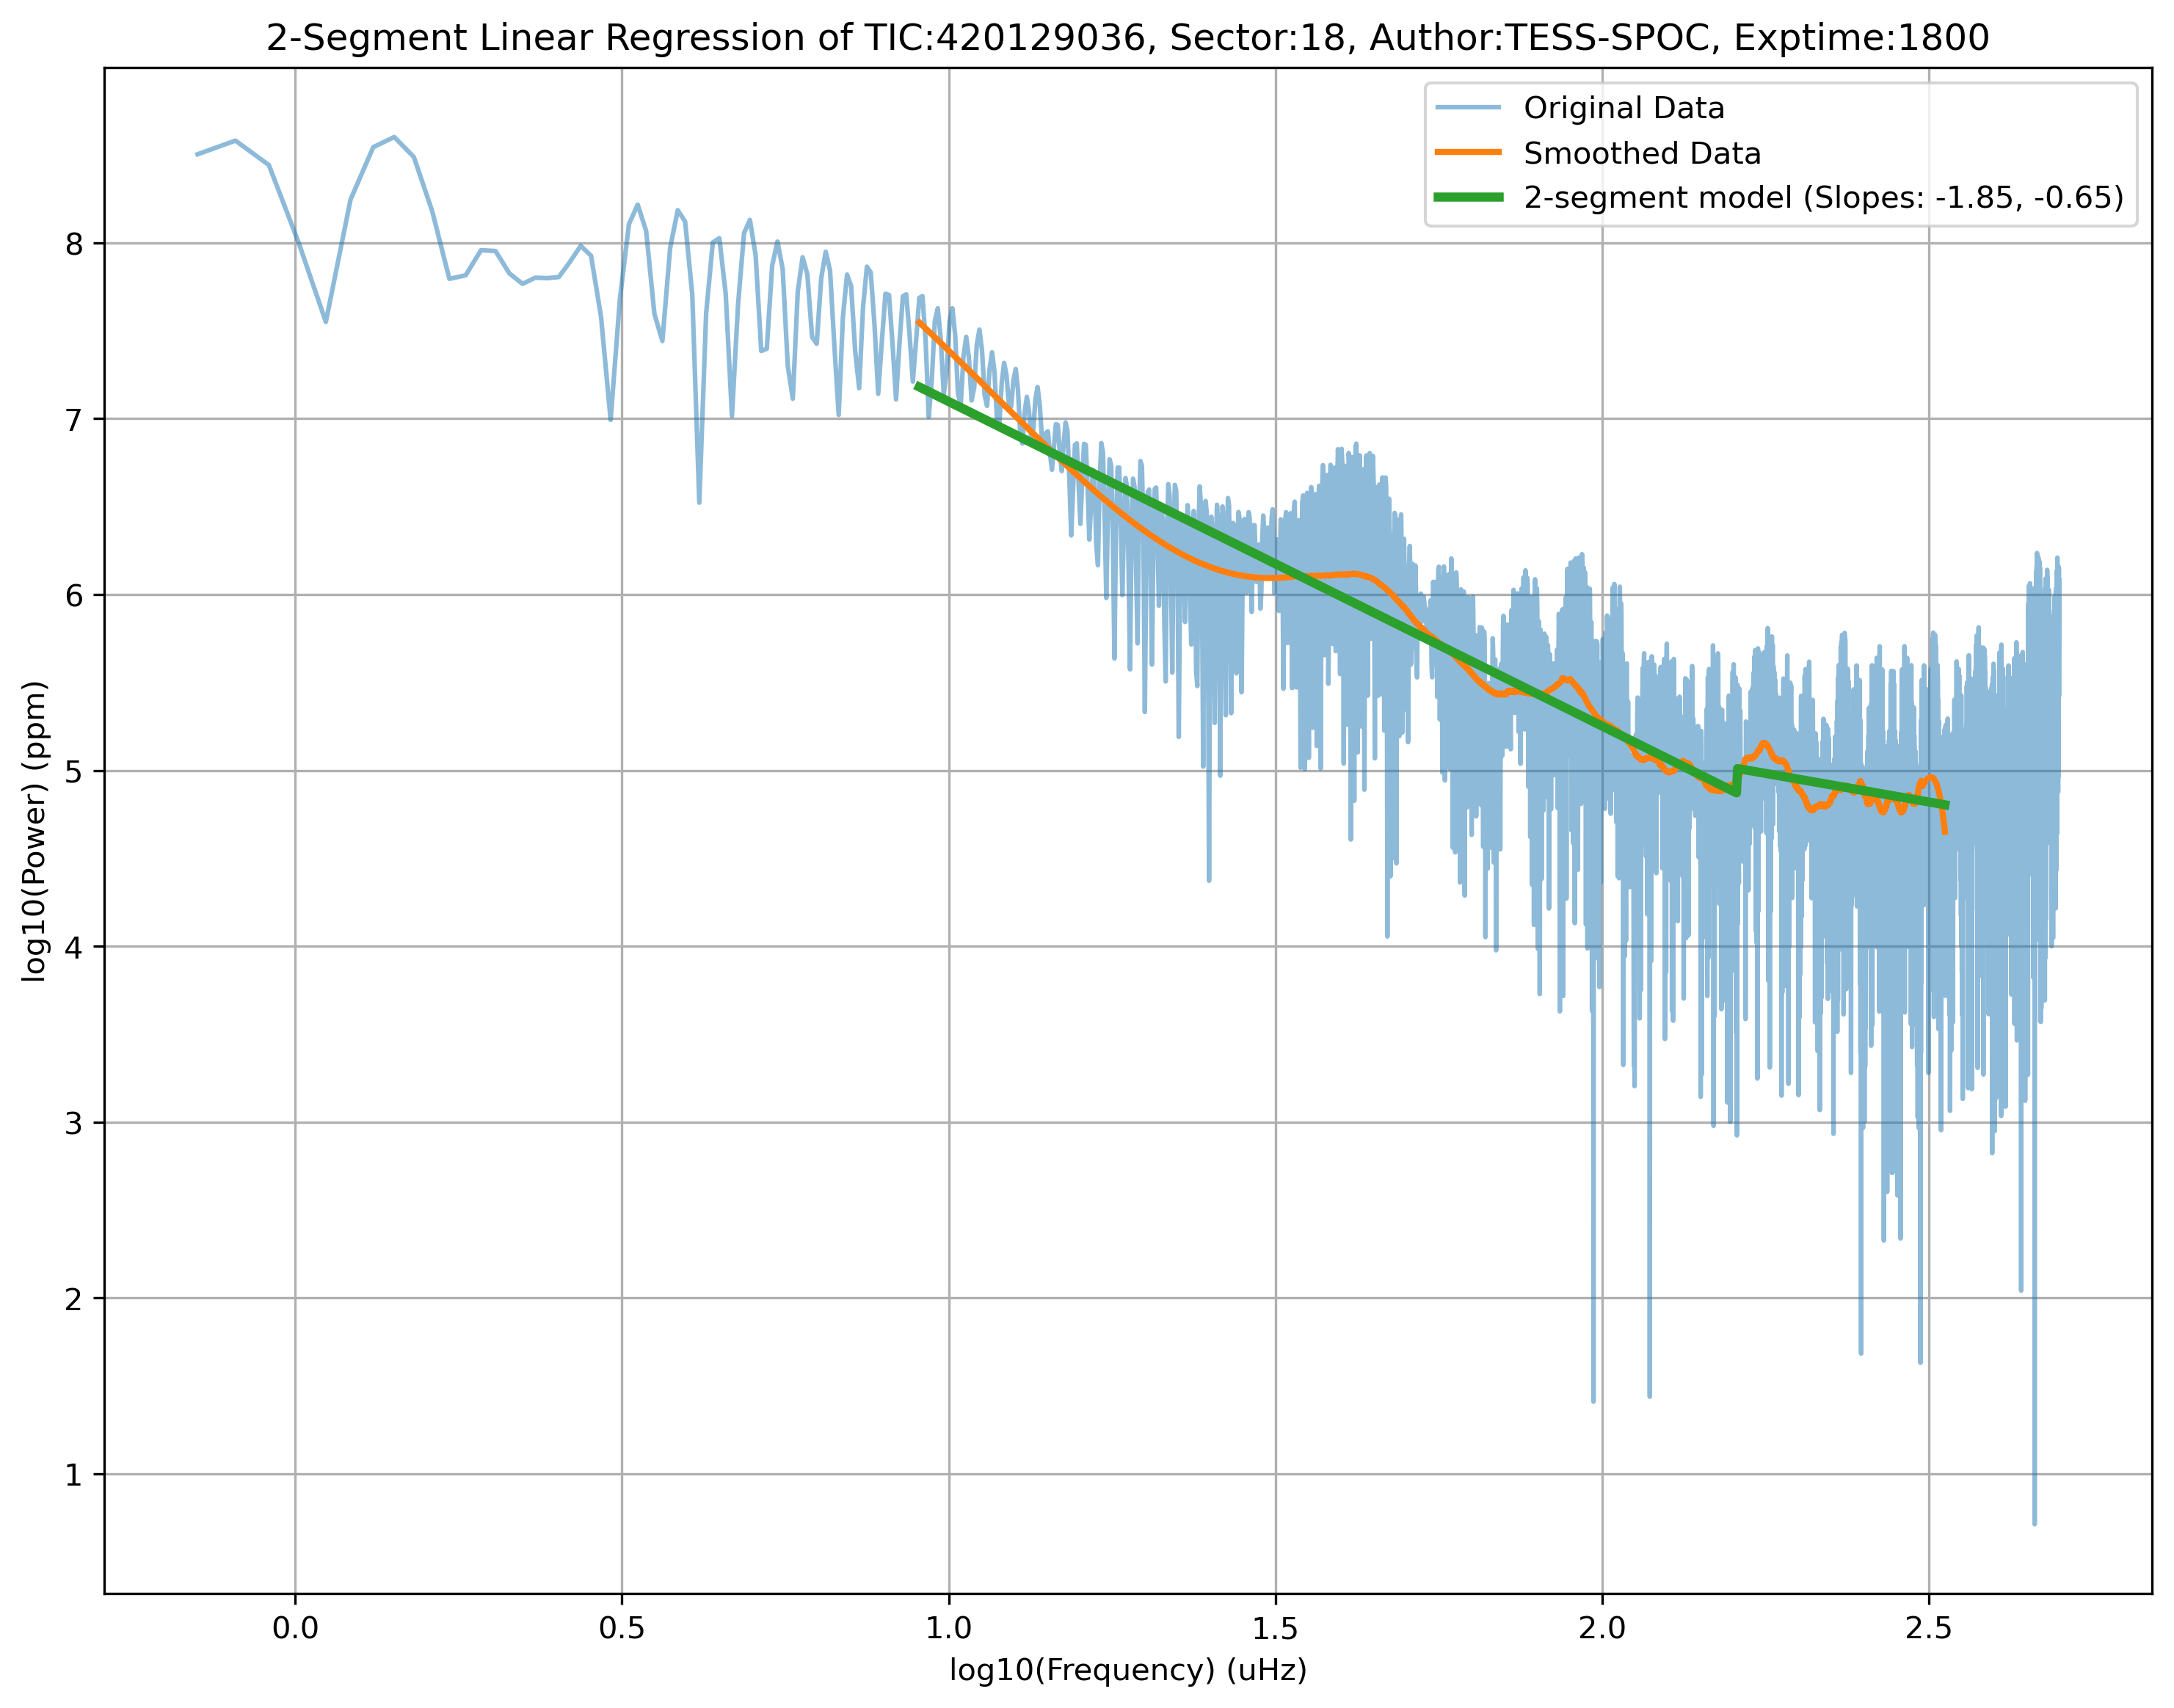 2-Segment Linear Regression of TIC:420129036, Sector:18, Author:TESS-SPOC, Exptime:1800
Original Data
Smoothed Data
2-segment model (Slopes: -1.85, -0.65)
log10(Power) (ppm)
8
7
6
5
4
3
2
1
0.0 0.5 1.0 1.5 2.0 2.5
log10(Frequency) (uHz)